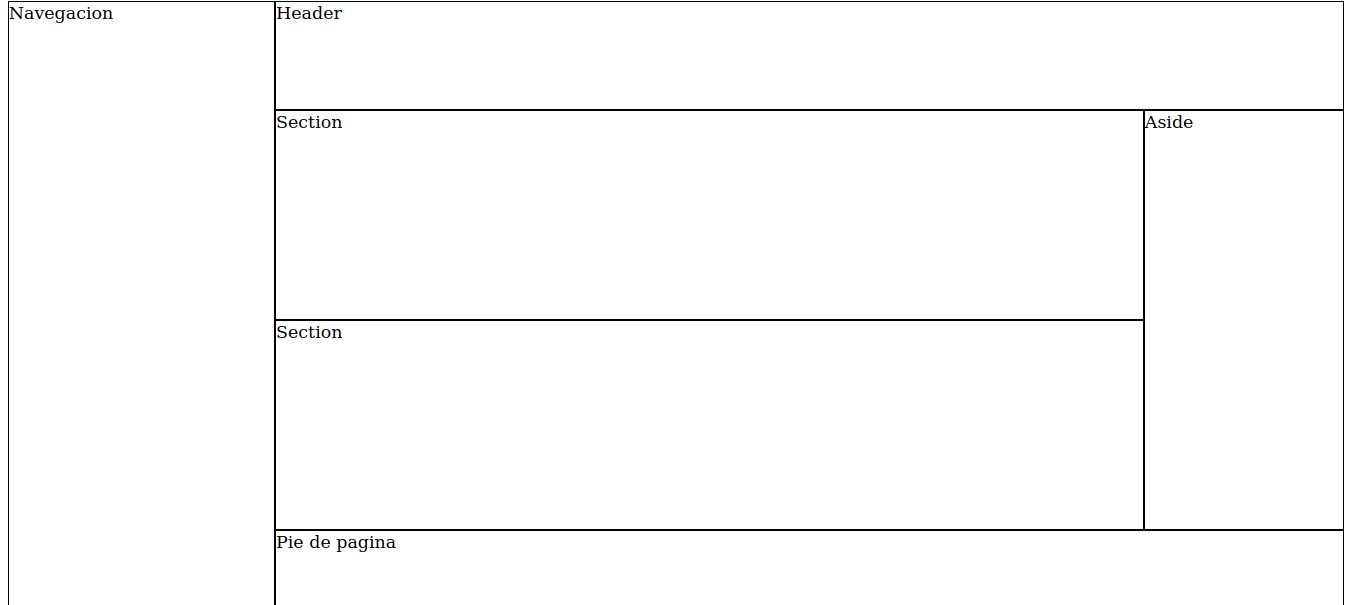 Navegacion
Header
Section
Aside
Section
Pie de pagina